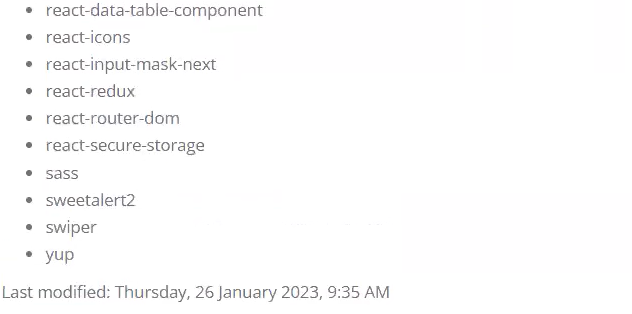 • react-data-table-component
• react-icons
• react-input-mask-next
• react-redux
• react-router-dom
• react-secure-storage
• sass
• sweetalert2
• swiper
• yup
Last modified: Thursday, 26 January 2023, 9:35 AM